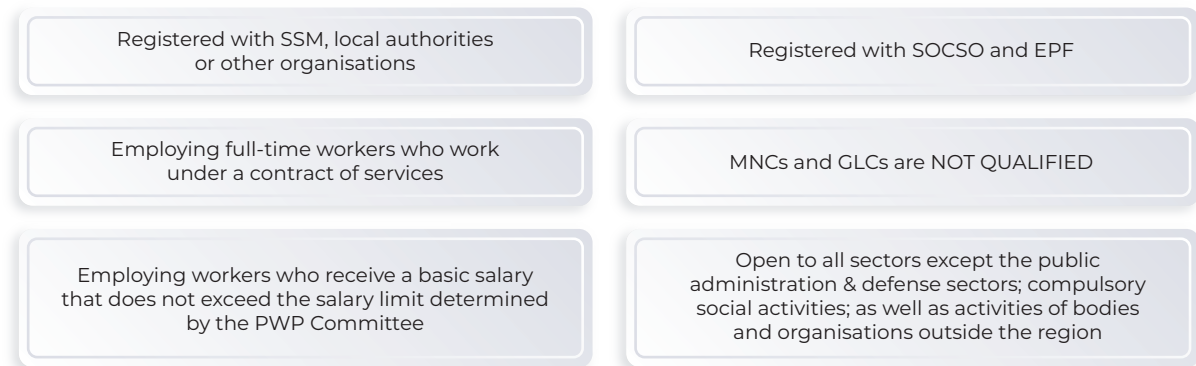 Registered with SSM, local authorities
or other organisations
Registered with SOCSO and EPF
Employing full-time workers who work
under a contract of services
MNCs and GLCs are NOT QUALIFIED
Employing workers who receive a basic salary
that does not exceed the salary limit determined
by the PWP Committee
Open to all sectors except the public
administration & defense sectors; compulsory
social activities; as well as activities of bodies
and organisations outside the region